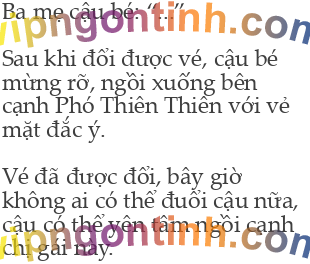 Ba mẹ cậu bé: “...”
vipngontinh.com
Sau khi đổi được vé, cậu bé
mừng rỡ, ngồi xuống bên
cạnh Phó Thiên Thiên với vẻ
mặt đắc ý.
Vé đã được đổi, bây giờ
không ai có thể đuổi cậu nữa,
cậu có thể yên tâm ngồi cạnh
vipngontinh.com
chị gái này.